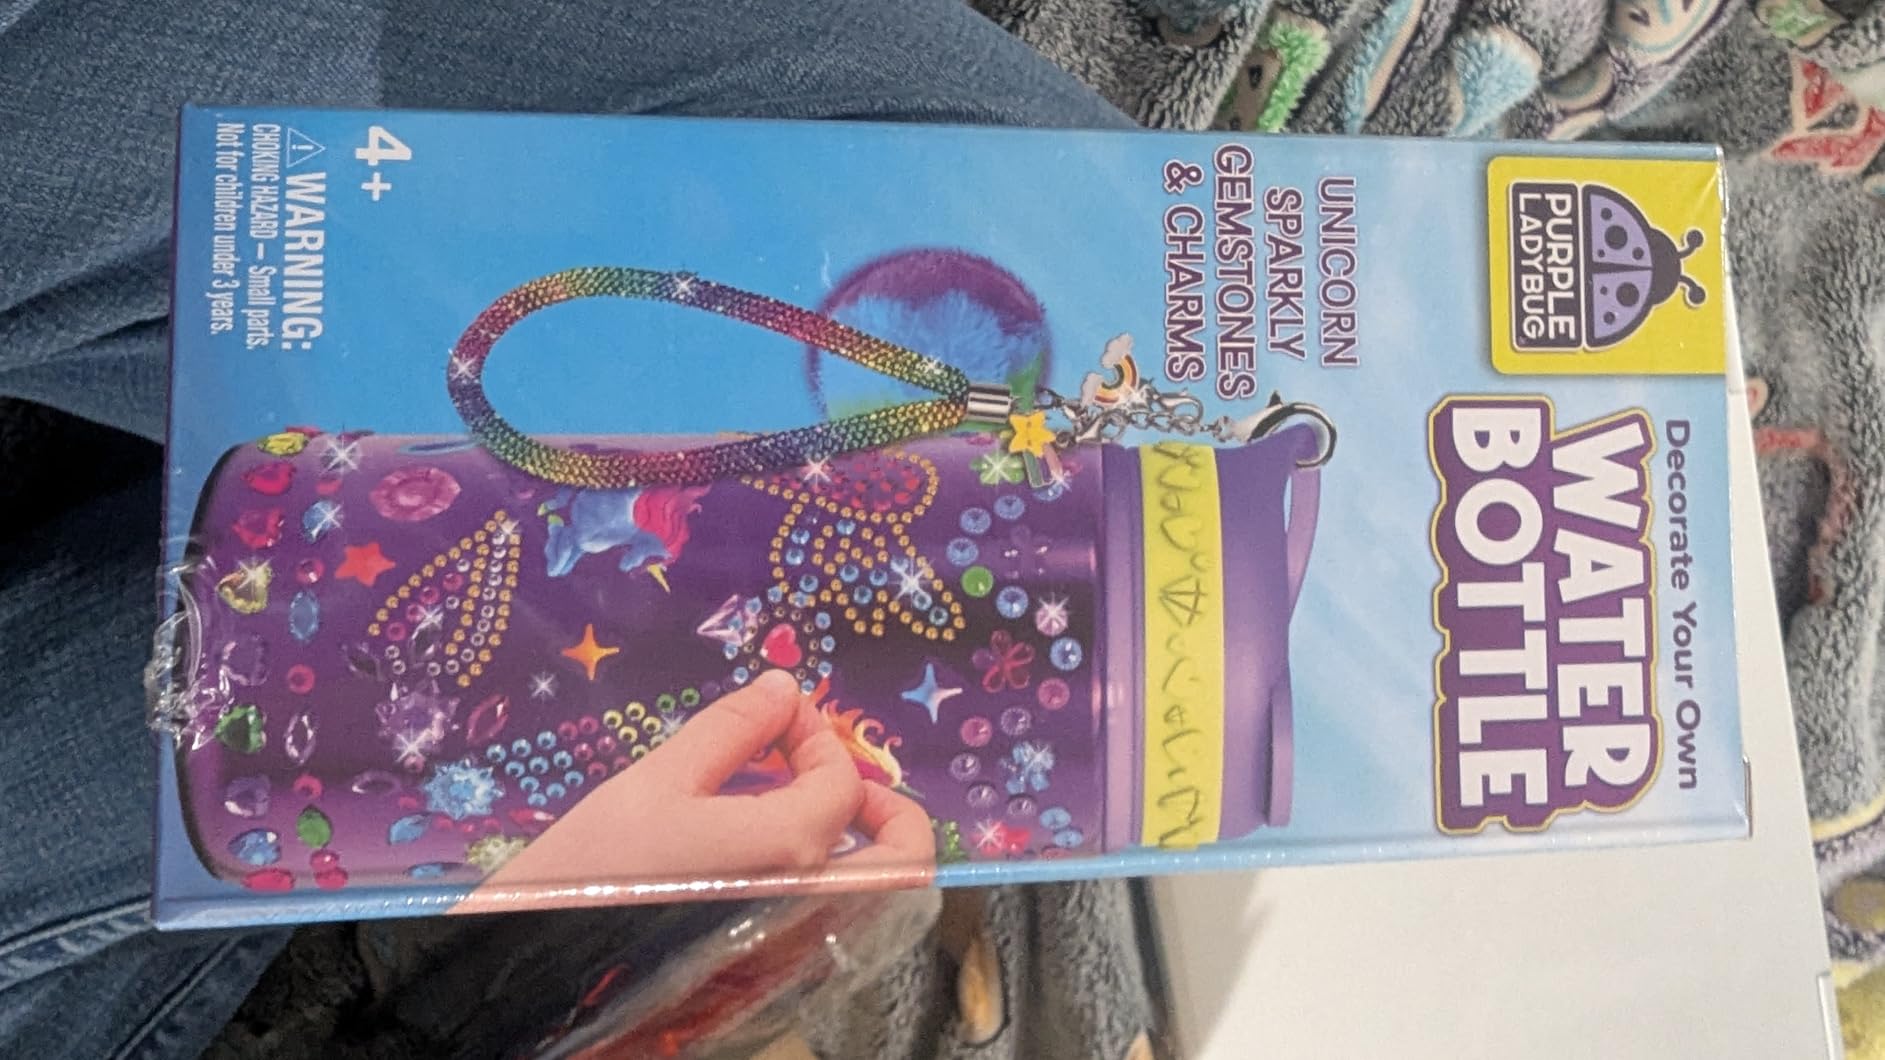 PURPLE
LADYBUG
Decorate Your Own
WATER
BOTTLE
UNICORN
SPARKLY
GEMSTONES
& CHARMS
4+
WARNING:
CHOKING HAZARD — Small parts.
Not for children under 3 years.